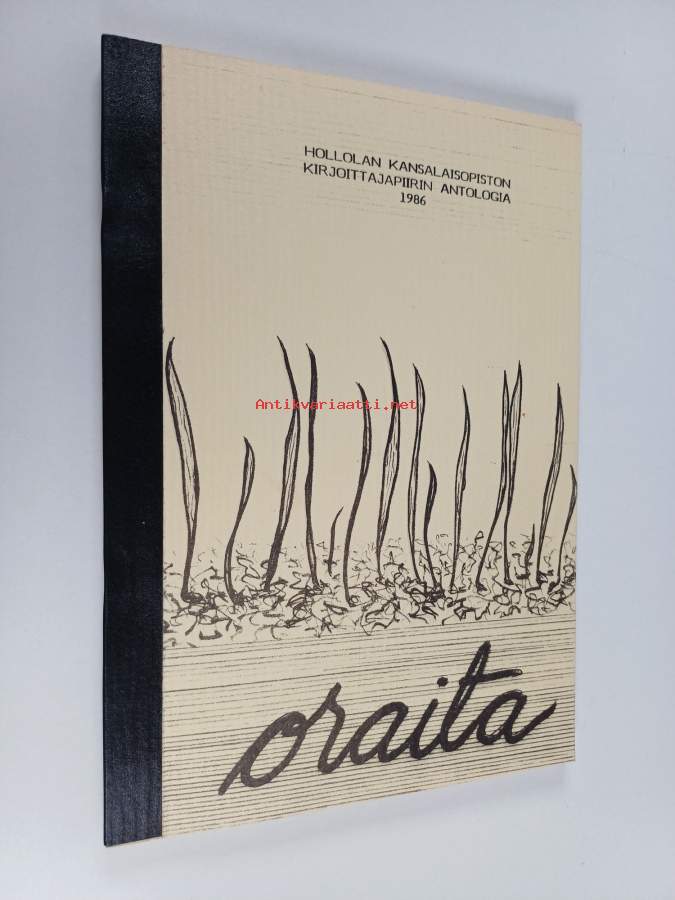 HOLLOLAN KANSALAISOPISTON
KIRJOITTAJAPIIRIN ANTOLOGIA
1986
Antikvariaatti.net
oraita